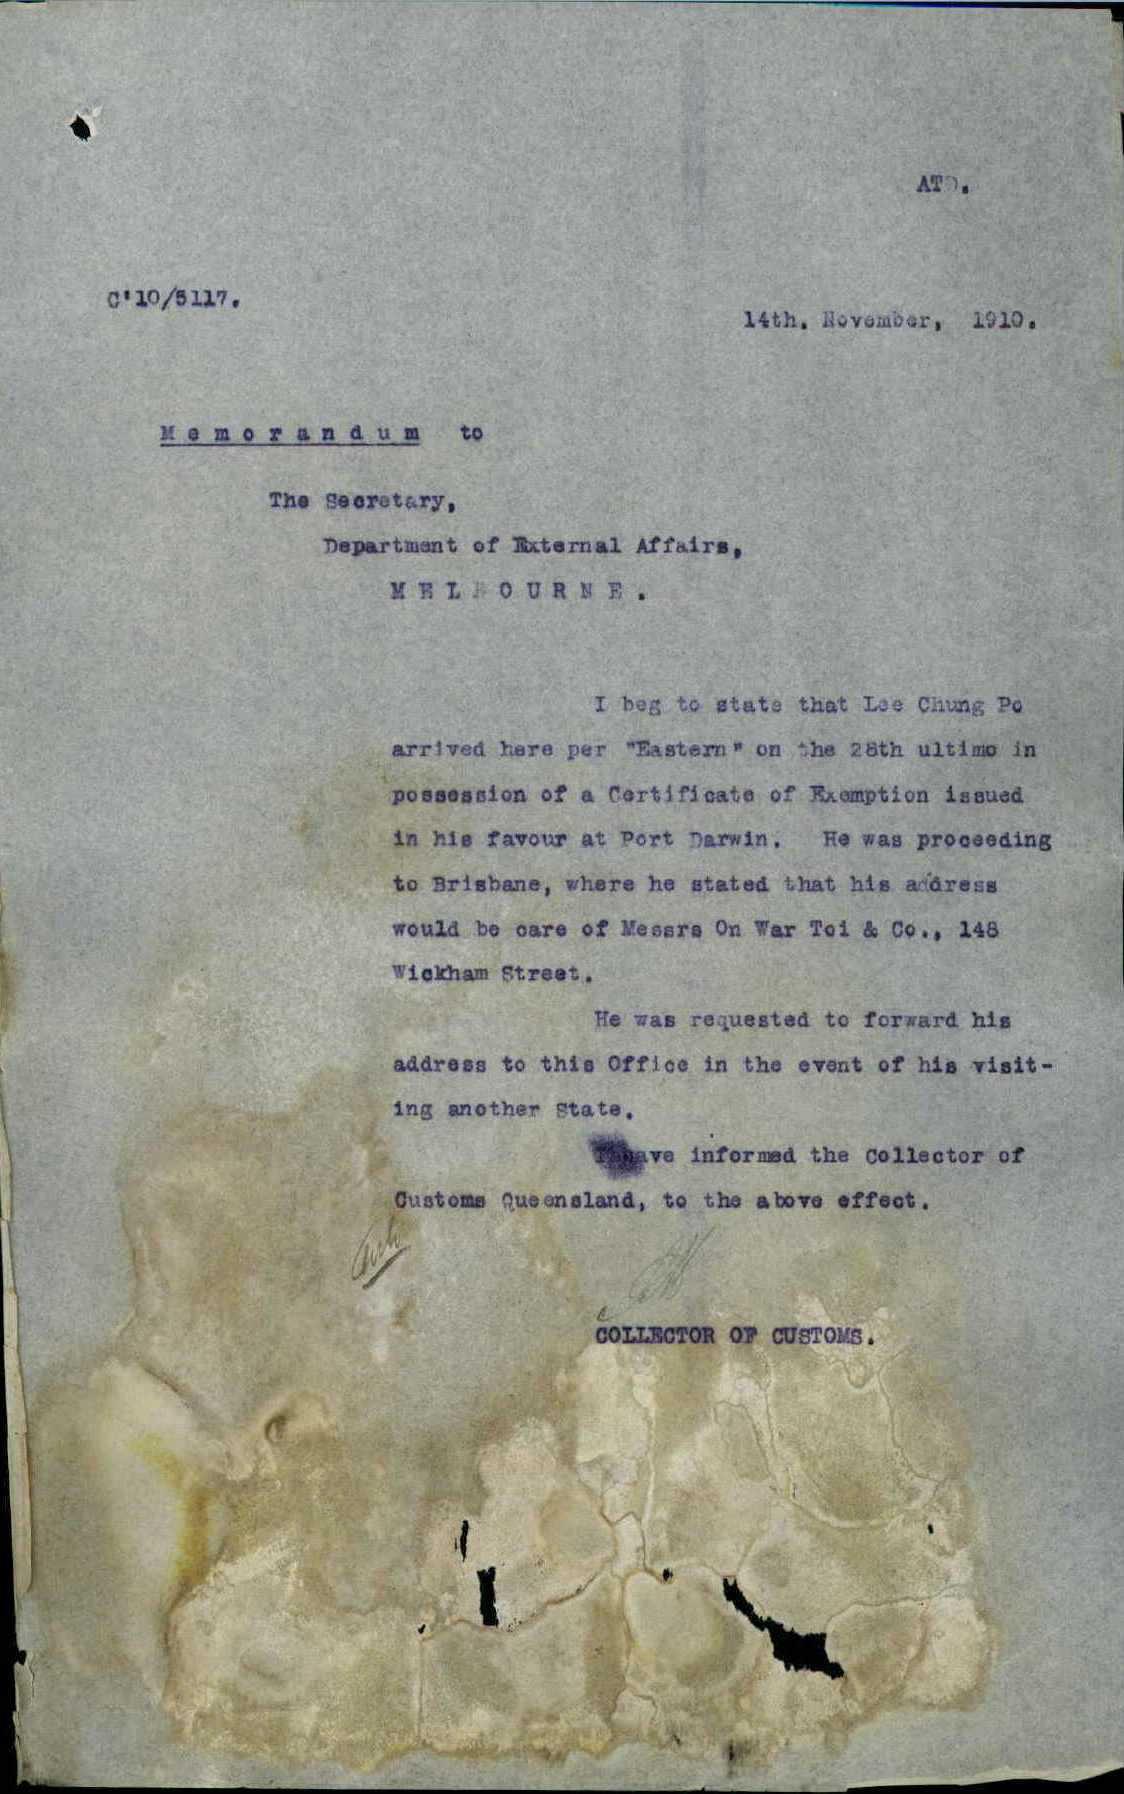 ATD.
C'10/5117.
14th. November, 1910.
Memorandum to
The Secretary,
Department of External Affairs,
MELBOURNE.
I beg to state that Lee Chung Po
arrived here per "Eastern" on the 28th ultimo in
possession of a Certificate of Exemption issued
in his favour at Port Darwin. He was proceeding
to Brisbane, where he stated that his address
would be care of Messrs On War Toi & Co., 148
Wickham Street.
He was requested to forward his
address to this Office in the event of his visit-
ing another State.
I have informed the Collector of
Customs Queensland, to the above effect.
COLLECTOR OF CUSTOMS.